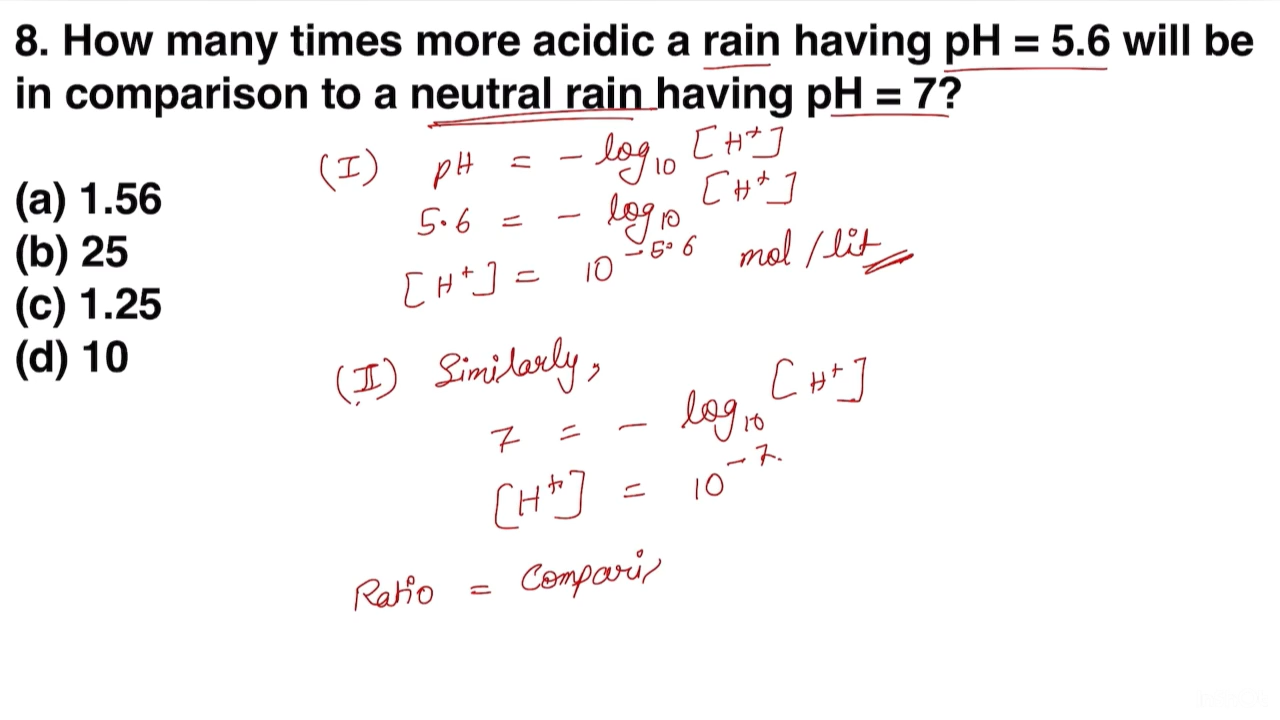 8. How many times more acidic a rain having pH = 5.6 will be
in comparison to a neutral rain having pH = 7?
(a) 1.56
(b) 25
(c) 1.25
(d) 10
(I) pH = - log₁₀ [H⁺]
5.6 = - log₁₀ [H⁺]
[H⁺] = 10⁻⁵·⁶ mol/lit
(II) Similarly,
7 = - log₁₀ [H⁺]
[H⁺] = 10⁻⁷.
Ratio = Comparis